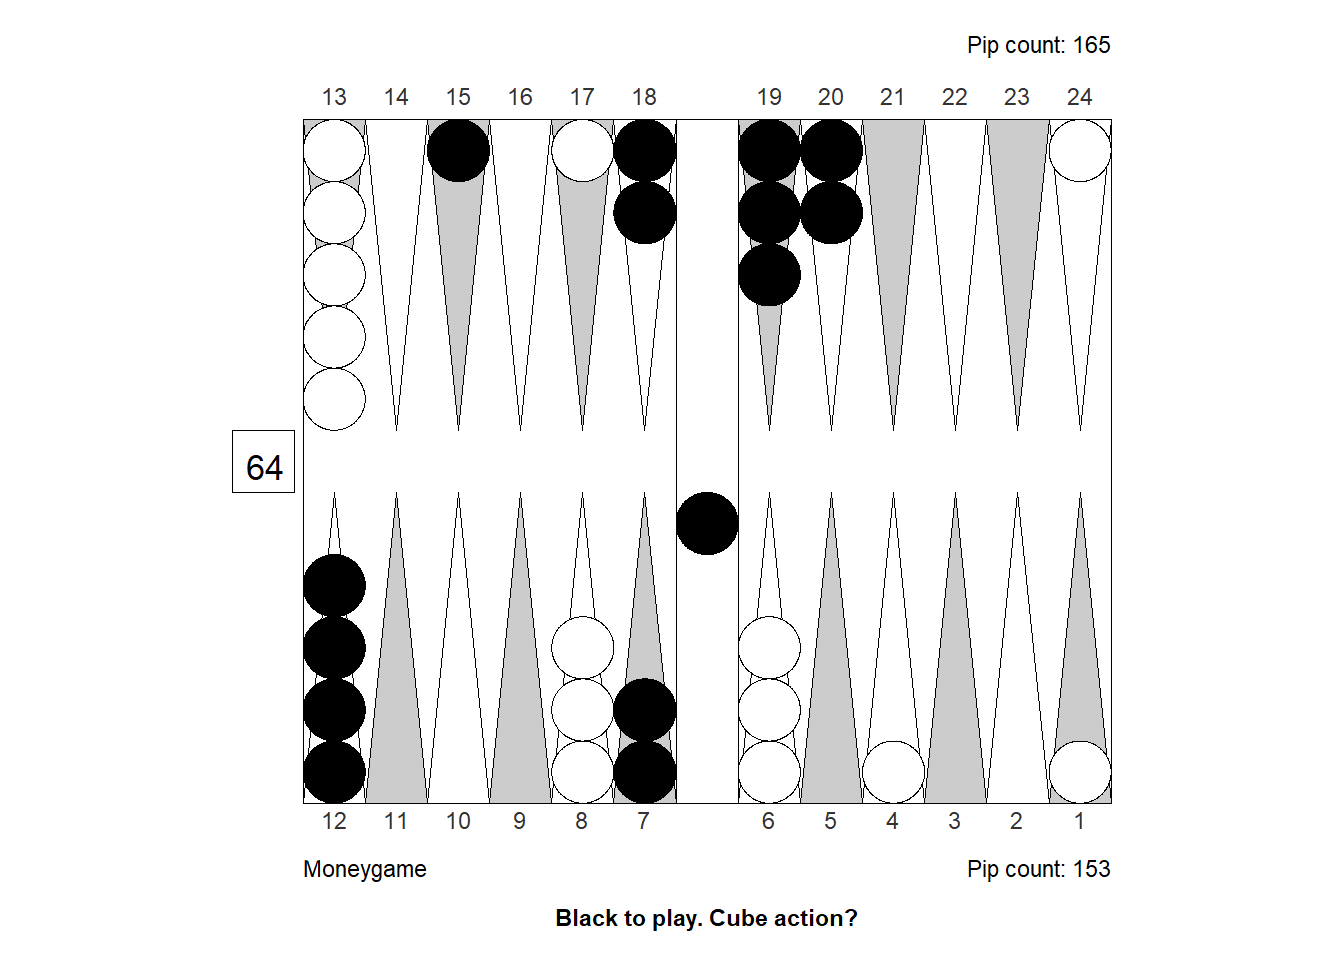 Pip count: 165
13 14 15 16 17 18 19 20 21 22 23 24
64
12 11 10 9 8 7 6 5 4 3 2 1
Moneygame Pip count: 153
Black to play. Cube action?